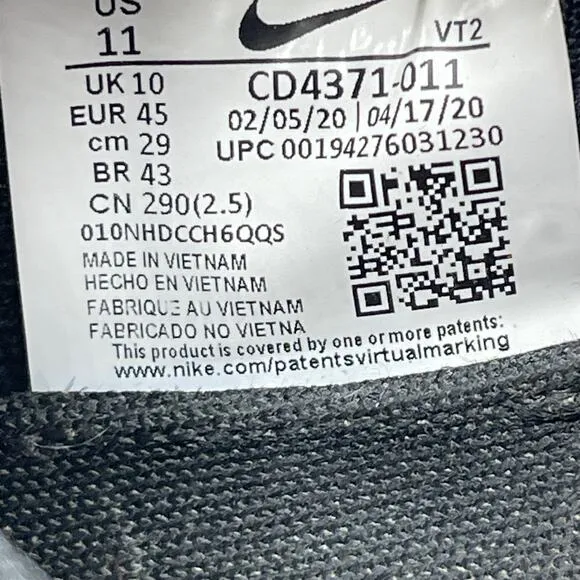 US
11
VT2
UK 10
EUR 45
cm 29
BR 43
CN 290(2.5)
010NHDCCH6QQS
CD4371-011
02/05/20 | 04/17/20
UPC 00194276031230
MADE IN VIETNAM
HECHO EN VIETNAM
FABRIQUE AU VIETNAM
FABRICADO NO VIETNA
This product is covered by one or more patents:
www.nike.com/patentsvirtualmarking